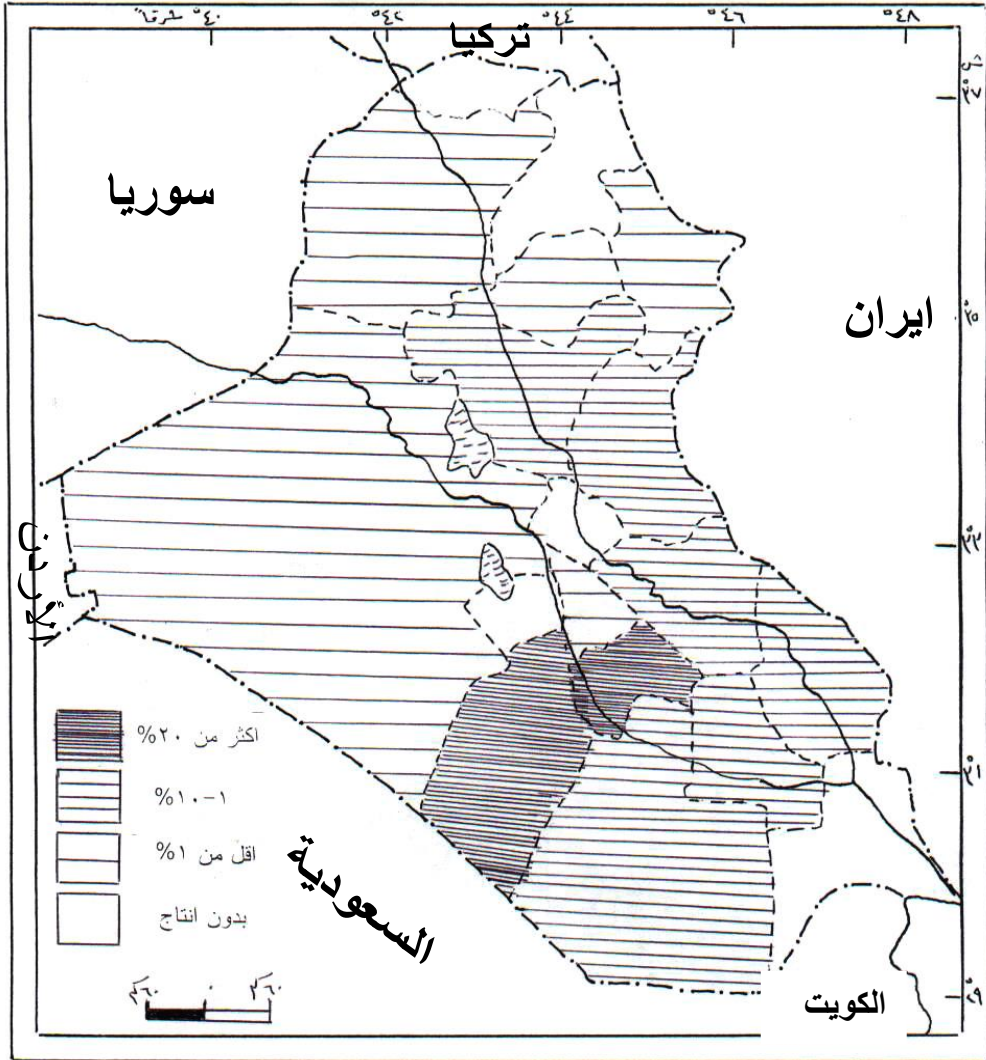 ٤٠° شرقا ٤٢° ٤٤° ٤٦° ٤٨°
تركيا
٣٧°
سوريا
ايران
٣٥°
٣٣°
الأردن
اكثر من ٢٠%
١-١٠%
٣١°
اقل من ١%
السعودية
بدون انتاج
٦٠كم ٠ ٦٠كم
الكويت
٢٩°